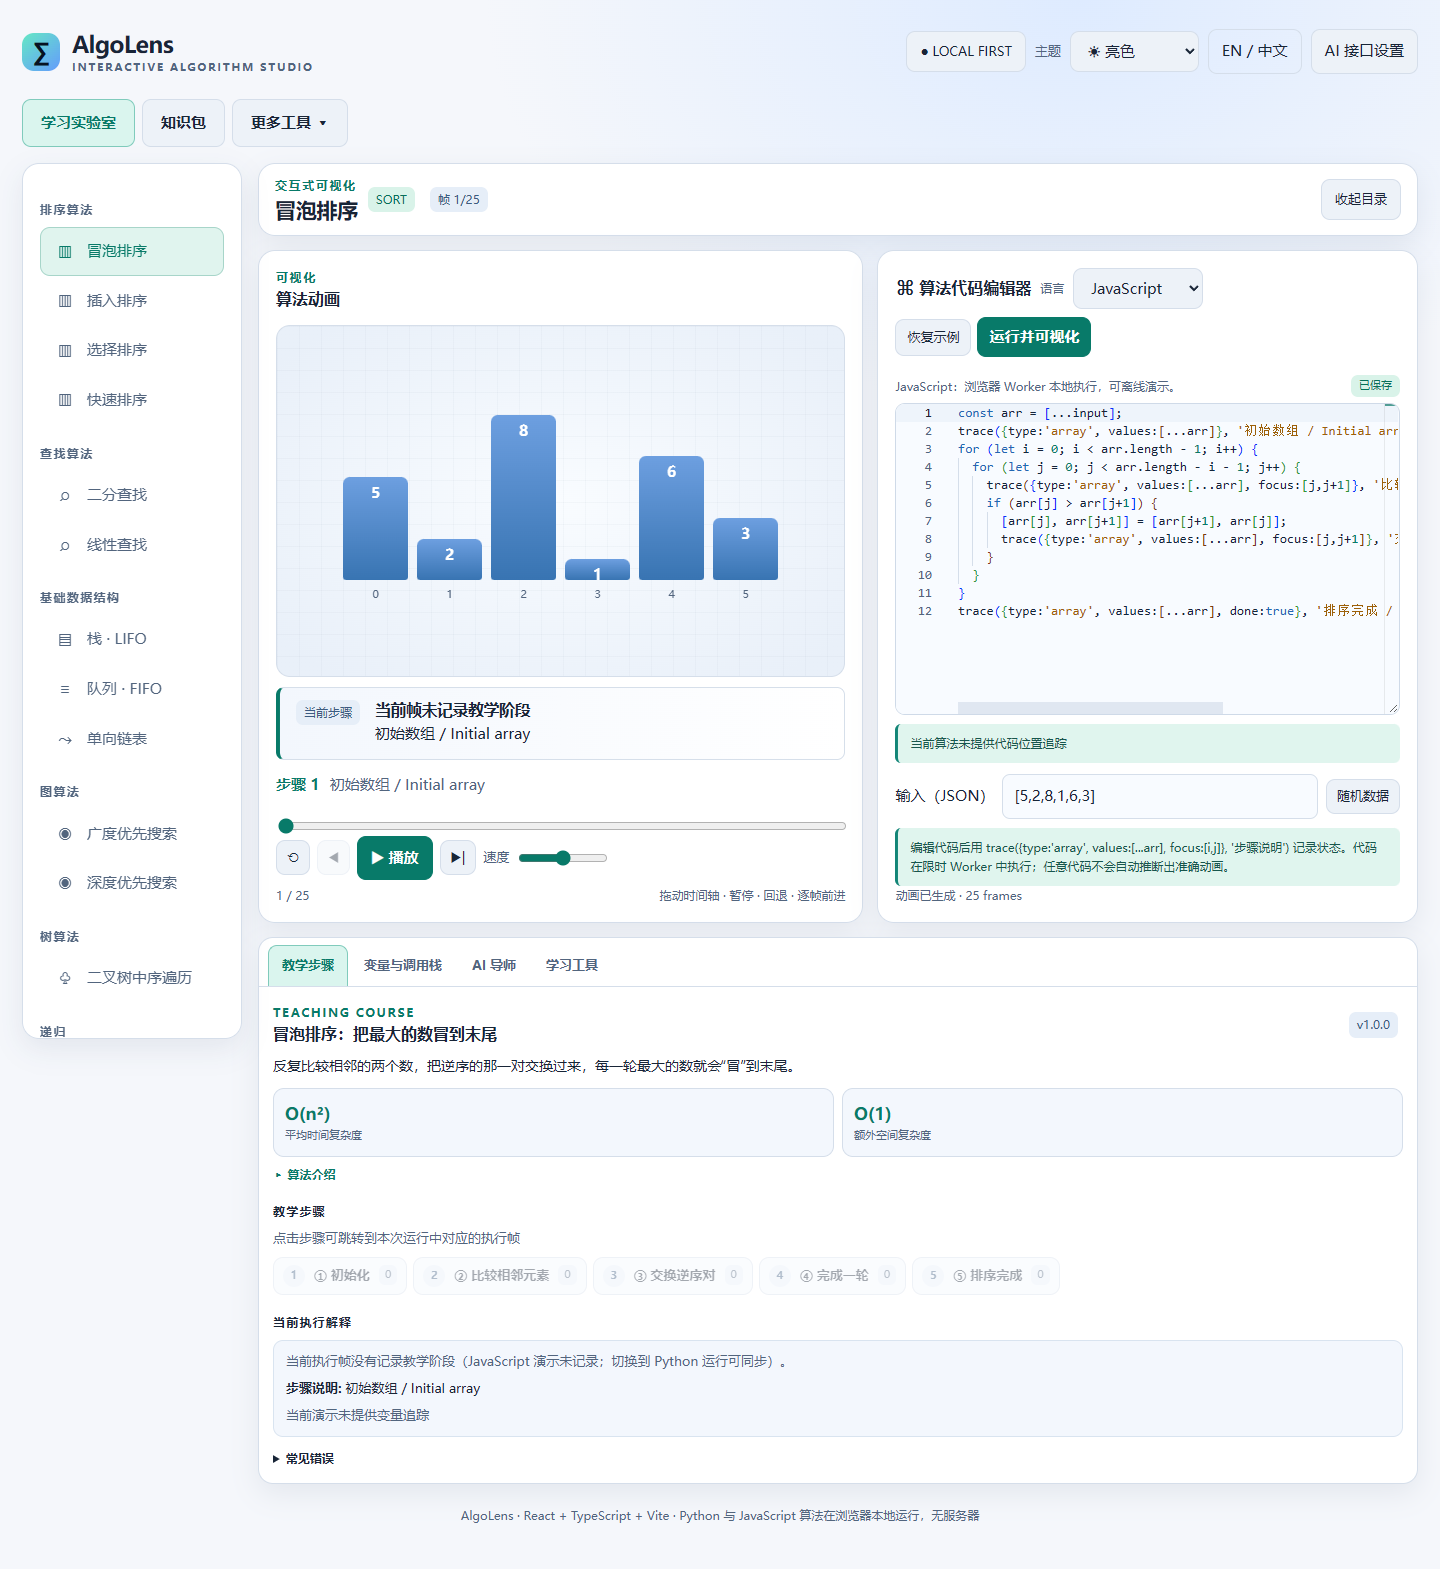 ∑ AlgoLens
INTERACTIVE ALGORITHM STUDIO
● LOCAL FIRST
主题
☀ 亮色
EN / 中文
AI 接口设置
学习实验室
知识包
更多工具 ▾
排序算法
▥ 冒泡排序
▥ 插入排序
▥ 选择排序
▥ 快速排序
查找算法
⌕ 二分查找
⌕ 线性查找
基础数据结构
▤ 栈 · LIFO
≡ 队列 · FIFO
⤳ 单向链表
图算法
◉ 广度优先搜索
◉ 深度优先搜索
树算法
♧ 二叉树中序遍历
递归
交互式可视化
冒泡排序
SORT
帧 1/25
收起目录
可视化
算法动画
5
2
8
1
6
3
0
1
2
3
4
5
当前步骤
当前帧未记录教学阶段
初始数组 / Initial array
步骤 1 初始数组 / Initial array
▶ 播放
速度
1 / 25
拖动时间轴 · 暂停 · 回退 · 逐帧前进
⌘ 算法代码编辑器
语言
JavaScript
恢复示例
运行并可视化
JavaScript：浏览器 Worker 本地执行，可离线演示。
已保存
1 const arr = [...input];
2 trace({type:'array', values:[...arr]}, '初始数组 / Initial arr
3 for (let i = 0; i < arr.length - 1; i++) {
4 for (let j = 0; j < arr.length - i - 1; j++) {
5 trace({type:'array', values:[...arr], focus:[j,j+1]}, '比较
6 if (arr[j] > arr[j+1]) {
7 [arr[j], arr[j+1]] = [arr[j+1], arr[j]];
8 trace({type:'array', values:[...arr], focus:[j,j+1]}, '
9 }
10 }
11 }
12 trace({type:'array', values:[...arr], done:true}, '排序完成 /
当前算法未提供代码位置追踪
输入（JSON）
[5,2,8,1,6,3]
随机数据
编辑代码后用 trace({type:'array', values:[...arr], focus:[i,j]}, '步骤说明') 记录状态。代码
在限时 Worker 中执行；任意代码不会自动推断出准确动画。
动画已生成 · 25 frames
教学步骤
变量与调用栈
AI 导师
学习工具
TEACHING COURSE
冒泡排序：把最大的数冒到末尾
v1.0.0
反复比较相邻的两个数，把逆序的那一对交换过来，每一轮最大的数就会“冒”到末尾。
O(n²)
平均时间复杂度
O(1)
额外空间复杂度
▸ 算法介绍
教学步骤
点击步骤可跳转到本次运行中对应的执行帧
1 ① 初始化 0
2 ② 比较相邻元素 0
3 ③ 交换逆序对 0
4 ④ 完成一轮 0
5 ⑤ 排序完成 0
当前执行解释
当前执行帧没有记录教学阶段（JavaScript 演示未记录；切换到 Python 运行可同步）。
步骤说明: 初始数组 / Initial array
当前演示未提供变量追踪
▶ 常见错误
AlgoLens · React + TypeScript + Vite · Python 与 JavaScript 算法在浏览器本地运行，无服务器